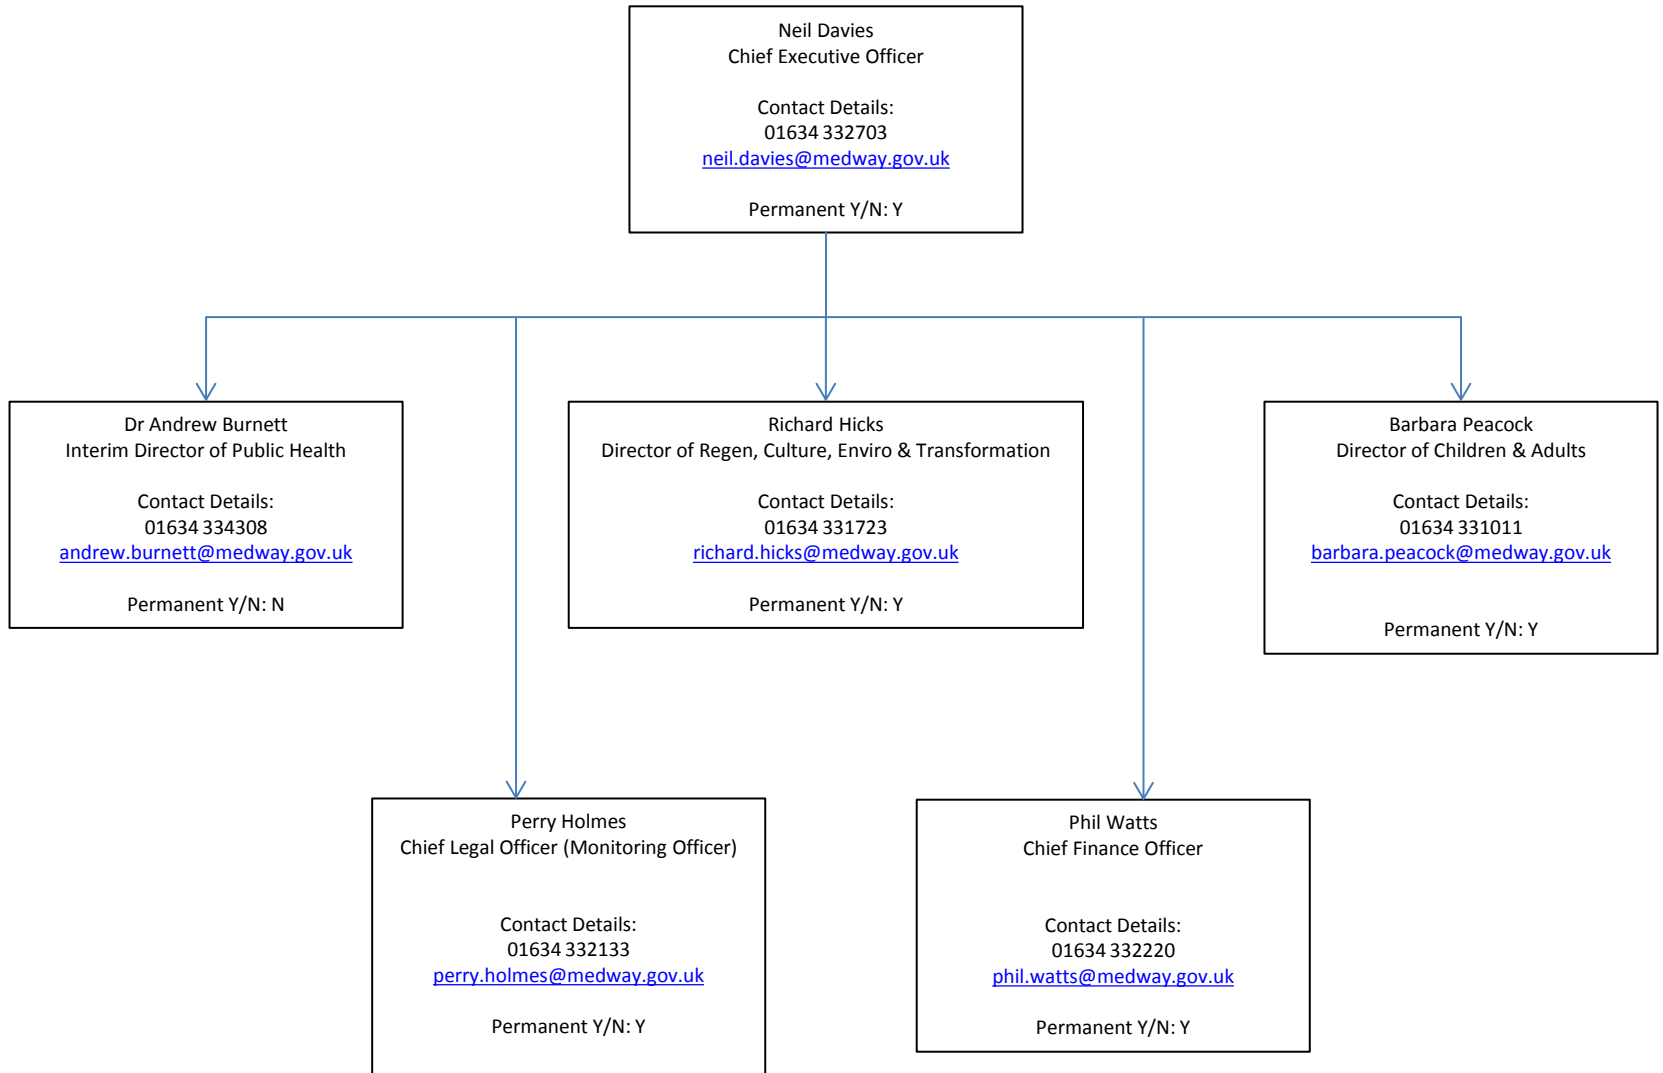 Neil Davies
Chief Executive Officer
Contact Details:
01634 332703
neil.davies@medway.gov.uk
Permanent Y/N: Y
Dr Andrew Burnett
Interim Director of Public Health
Contact Details:
01634 334308
andrew.burnett@medway.gov.uk
Permanent Y/N: N
Richard Hicks
Director of Regen, Culture, Enviro & Transformation
Contact Details:
01634 331723
richard.hicks@medway.gov.uk
Permanent Y/N: Y
Barbara Peacock
Director of Children & Adults
Contact Details:
01634 331011
barbara.peacock@medway.gov.uk
Permanent Y/N: Y
Perry Holmes
Chief Legal Officer (Monitoring Officer)
Contact Details:
01634 332133
perry.holmes@medway.gov.uk
Permanent Y/N: Y
Phil Watts
Chief Finance Officer
Contact Details:
01634 332220
phil.watts@medway.gov.uk
Permanent Y/N: Y